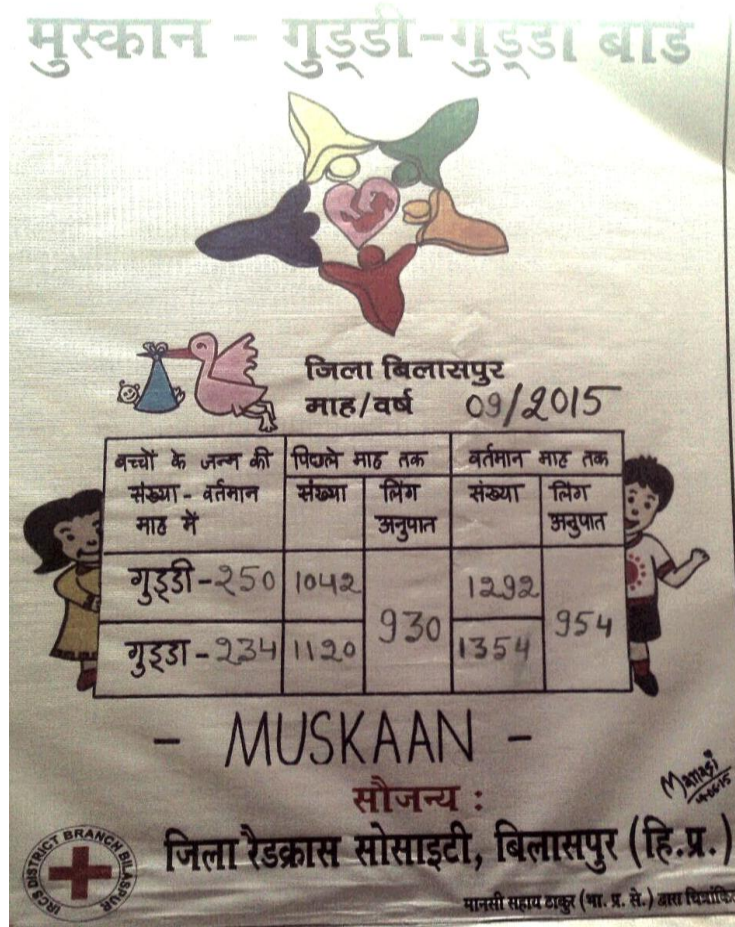 मुस्कान - गुड्डी-गुड्डा बोर्ड
जिला बिलासपुर
माह/वर्ष 09/2015
बच्चों के जन्म की संख्या - वर्तमान माह में
पिछले माह तक
वर्तमान माह तक
संख्या
लिंग अनुपात
संख्या
लिंग अनुपात
गुड्डी - 250 1042 930 1292 954
गुड्डा - 234 1120 1354
- MUSKAAN -
Manasi
सौजन्य :
जिला रैडक्रास सोसाइटी, बिलासपुर (हि.प्र.)
IRCS DISTRICT BRANCH BILASPUR
मानसी सहाय ठाकुर (भा. प्र. से.) द्वारा चित्रांकित